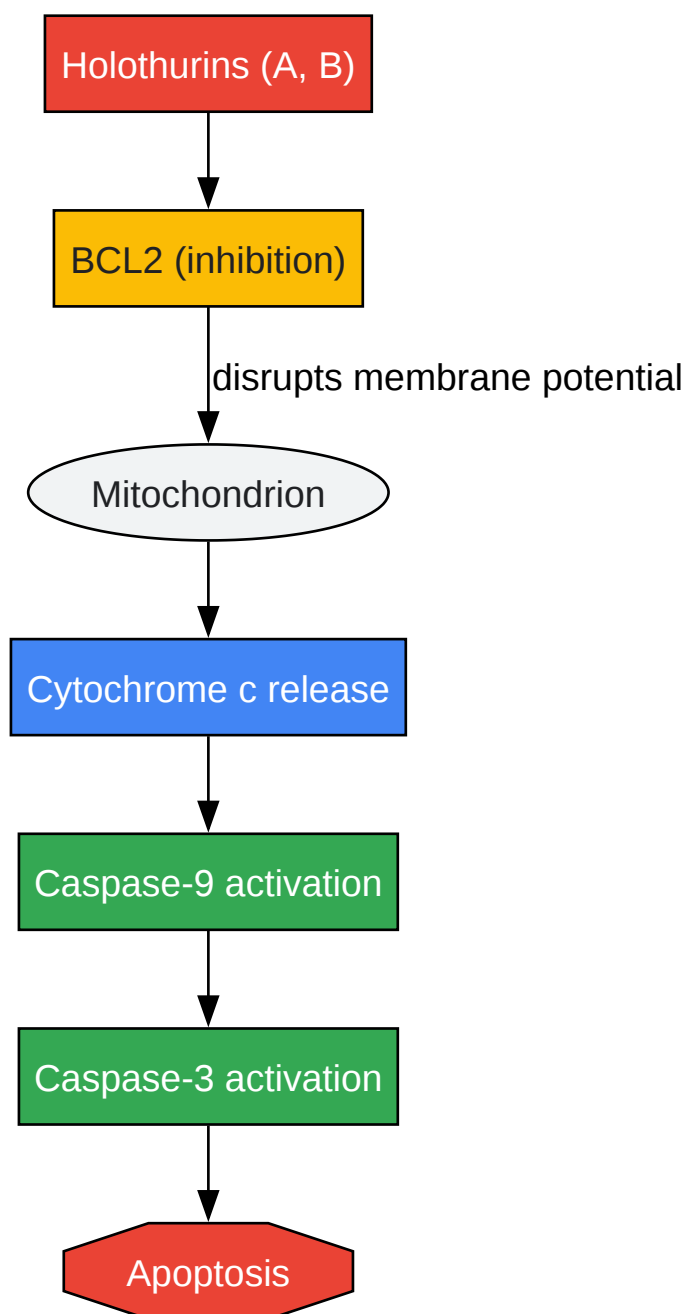 Holothurins (A, B)
BCL2 (inhibition)
disrupts membrane potential
Mitochondrion
Cytochrome c release
Caspase-9 activation
Caspase-3 activation
Apoptosis